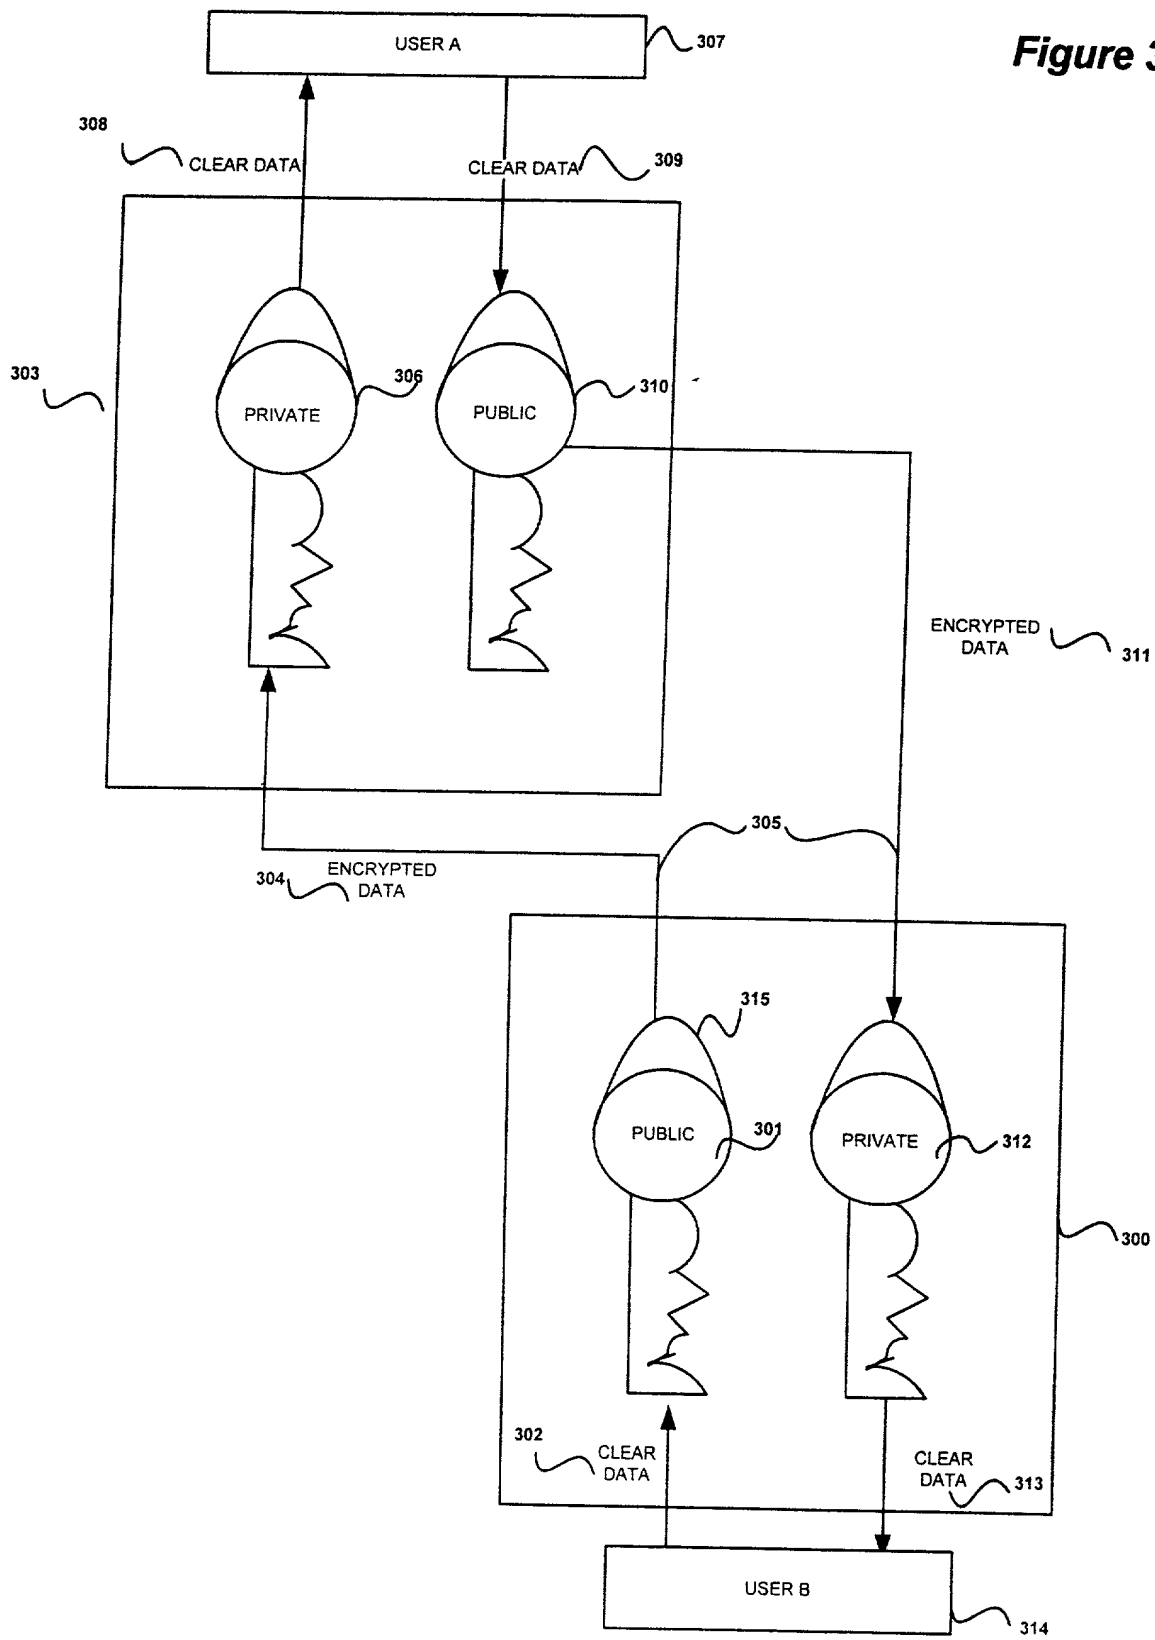 USER A
307
Figure 3
308
CLEAR DATA
CLEAR DATA
309
303
306
310
PRIVATE
PUBLIC
ENCRYPTED
DATA
311
305
304
ENCRYPTED
DATA
315
PUBLIC
301
PRIVATE
312
300
302
CLEAR
DATA
CLEAR
DATA
313
USER B
314